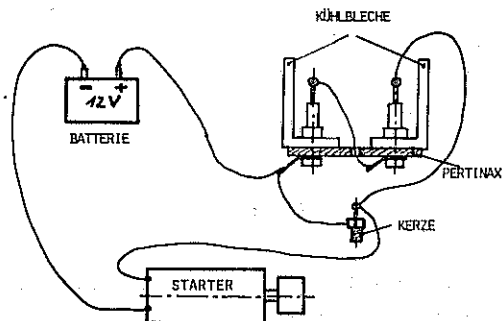 KÜHLBLECHE
- +
12V
BATTERIE
PERTINAX
KERZE
STARTER